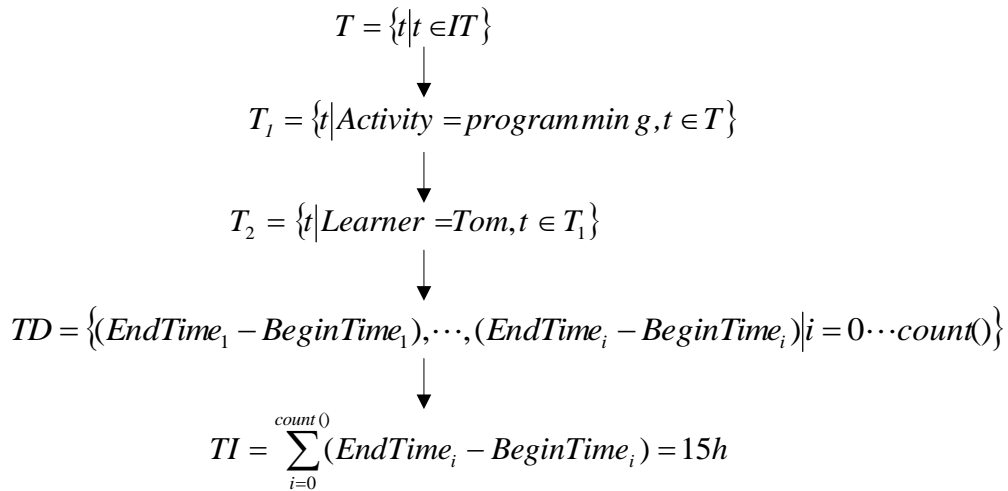 T = {t|t ∈ IT}
T₁ = {t|Activity = programmin g, t ∈ T}
T₂ = {t|Learner = Tom, t ∈ T₁}
TD = {(EndTime₁ − BeginTime₁), ⋯, (EndTimeᵢ − BeginTimeᵢ)|i = 0 ⋯ count()}
TI = ∑_{i=0}^{count()} (EndTimeᵢ − BeginTimeᵢ) = 15h